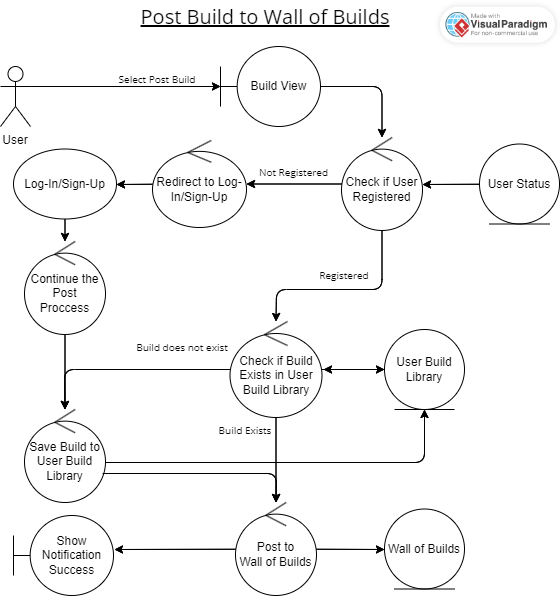 Post Build to Wall of Builds
Made with
VisualParadigm
For non-commercial use
Select Post Build
Build View
User
Log-In/Sign-Up
Redirect to Log-
In/Sign-Up
Not Registered
Check if User
Registered
User Status
Continue the
Post
Proccess
Registered
Build does not exist
Check if Build
Exists in User
Build Library
User Build
Library
Build Exists
Save Build to
User Build
Library
Show
Notification
Success
Post to
Wall of Builds
Wall of Builds